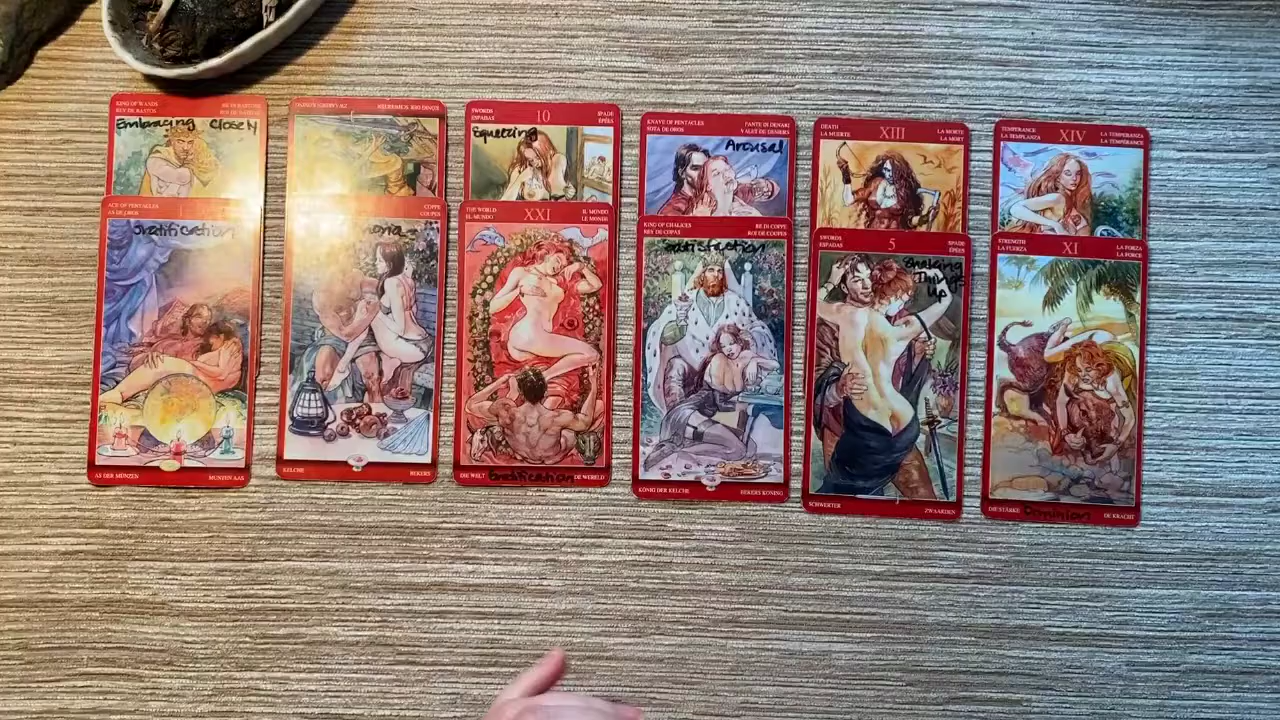 KING OF WANDS
REY DE BASTOS
Embracing Closely
ACE OF PENTACLES
AS DE OROS
Gratification
AS DER MÜNZEN
MUNTEN AAS
COPPE
COUPES
KELCHE
BEKERS
SWORDS
ESPADAS
10
SPADE
ÉPÉES
Squeezing
THE WORLD
EL MUNDO
XXI
IL MONDO
LE MONDE
DIE WELT
Gratification
DE WERELD
KNAVE OF PENTACLES
SOTA DE OROS
FANTE DI DENARI
VALET DE DENIERS
Arousal
KING OF CHALICES
REY DE COPAS
RE DI COPPE
ROI DE COUPES
Satisfaction
KÖNIG DER KELCHE
BEKERS KONING
DEATH
LA MUERTE
XIII
LA MORTE
LA MORT
SWORDS
ESPADAS
5
SPADE
ÉPÉES
Shaking
Things
Up
SCHWERTER
ZWAARDEN
TEMPERANCE
LA TEMPLANZA
XIV
LA TEMPERANZA
LA TEMPÉRANCE
STRENGTH
LA FUERZA
XI
LA FORZA
LA FORCE
DIE STÄRKE
Dominion
DE KRACHT